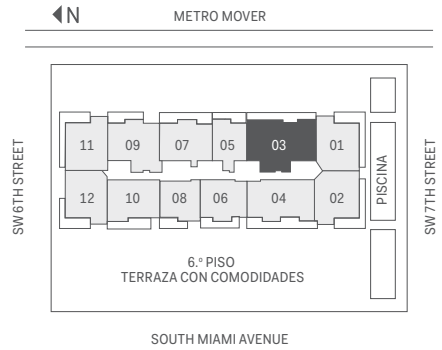 N
METRO MOVER
SW 6TH STREET
11
09
07
05
03
01
12
10
08
06
04
02
PISCINA
SW 7TH STREET
6.º PISO
TERRAZA CON COMODIDADES
SOUTH MIAMI AVENUE